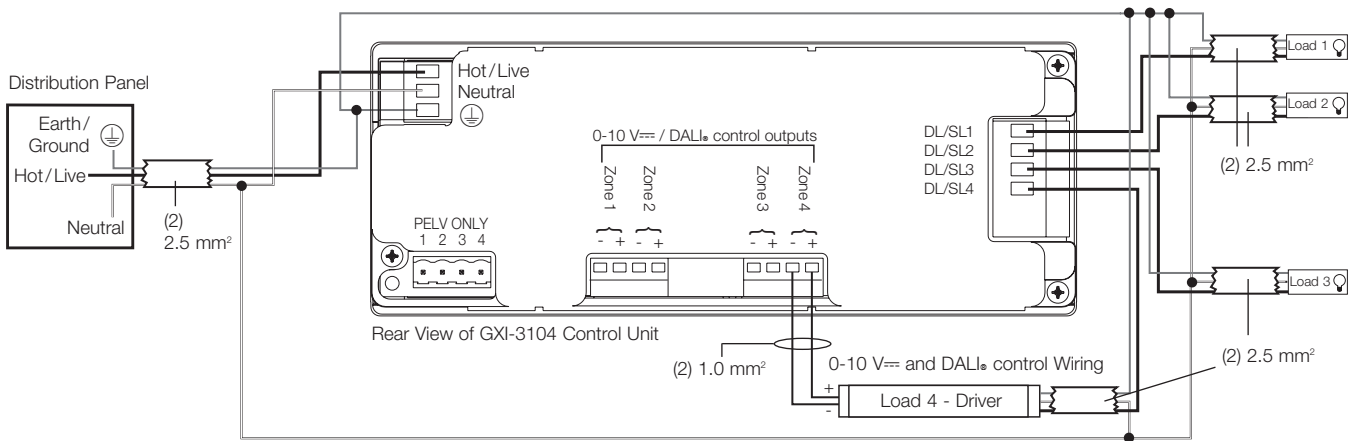 Distribution Panel
Earth/
Ground
Hot/Live
Neutral
(2)
2.5 mm²
Hot/Live
Neutral
0-10 V⎓ / DALI® control outputs
Zone 1
Zone 2
Zone 3
Zone 4
- + - +
- + - +
PELV ONLY
1 2 3 4
DL/SL1
DL/SL2
DL/SL3
DL/SL4
Load 1
Load 2
(2) 2.5 mm²
Load 3
Rear View of GXI-3104 Control Unit
(2) 1.0 mm²
0-10 V⎓ and DALI® control Wiring
(2) 2.5 mm²
+
-
Load 4 - Driver